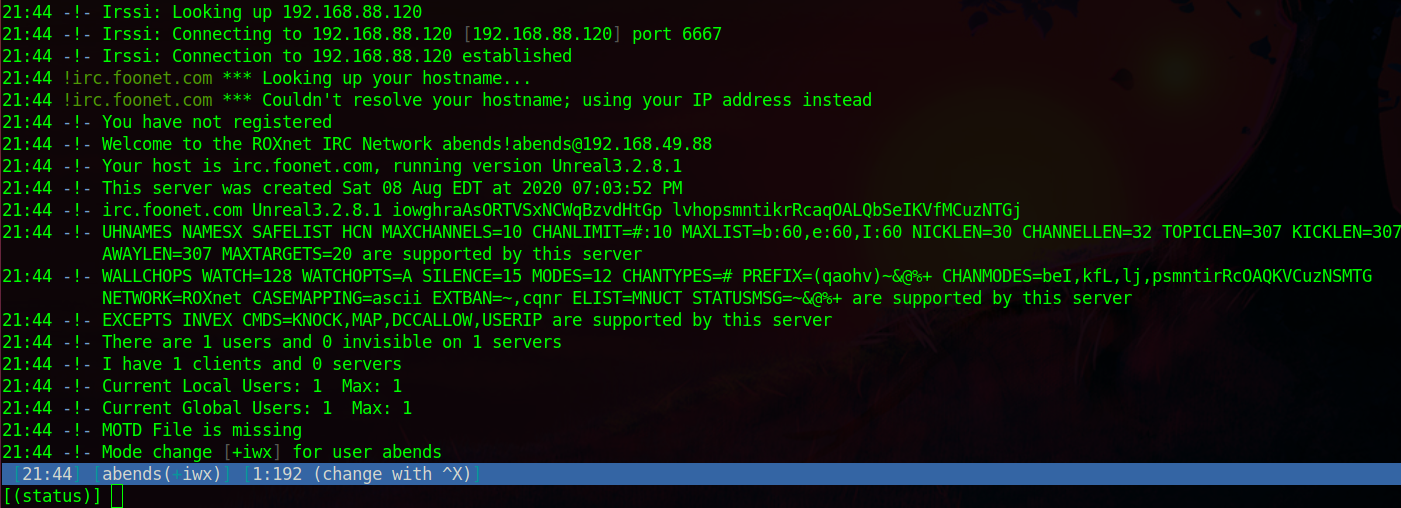 21:44 -!- Irssi: Looking up 192.168.88.120
21:44 -!- Irssi: Connecting to 192.168.88.120 [192.168.88.120] port 6667
21:44 -!- Irssi: Connection to 192.168.88.120 established
21:44 !irc.foonet.com *** Looking up your hostname...
21:44 !irc.foonet.com *** Couldn't resolve your hostname; using your IP address instead
21:44 -!- You have not registered
21:44 -!- Welcome to the ROXnet IRC Network abends!abends@192.168.49.88
21:44 -!- Your host is irc.foonet.com, running version Unreal3.2.8.1
21:44 -!- This server was created Sat 08 Aug EDT at 2020 07:03:52 PM
21:44 -!- irc.foonet.com Unreal3.2.8.1 iowghraAsORTVSxNCWqBzvdHtGp lvhopsmntikrRcaqOALQbSeIKVfMCuzNTGj
21:44 -!- UHNAMES NAMESX SAFELIST HCN MAXCHANNELS=10 CHANLIMIT=#:10 MAXLIST=b:60,e:60,I:60 NICKLEN=30 CHANNELLEN=32 TOPICLEN=307 KICKLEN=307
AWAYLEN=307 MAXTARGETS=20 are supported by this server
21:44 -!- WALLCHOPS WATCH=128 WATCHOPTS=A SILENCE=15 MODES=12 CHANTYPES=# PREFIX=(qaohv)~&@%+ CHANMODES=beI,kfL,lj,psmntirRcOAQKVCuzNSMTG
NETWORK=ROXnet CASEMAPPING=ascii EXTBAN=~,cqnr ELIST=MNUCT STATUSMSG=~&@%+ are supported by this server
21:44 -!- EXCEPTS INVEX CMDS=KNOCK,MAP,DCCALLOW,USERIP are supported by this server
21:44 -!- There are 1 users and 0 invisible on 1 servers
21:44 -!- I have 1 clients and 0 servers
21:44 -!- Current Local Users: 1  Max: 1
21:44 -!- Current Global Users: 1  Max: 1
21:44 -!- MOTD File is missing
21:44 -!- Mode change [+iwx] for user abends
[21:44] [abends(+iwx)] [1:192 (change with ^X)]
[(status)]